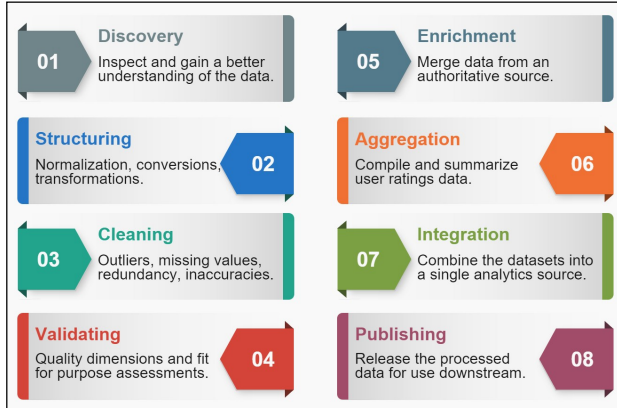 01
Discovery
Inspect and gain a better
understanding of the data.
Structuring
Normalization, conversions,
transformations.
02
03
Cleaning
Outliers, missing values,
redundancy, inaccuracies.
Validating
Quality dimensions and fit
for purpose assessments.
04
05
Enrichment
Merge data from an
authoritative source.
Aggregation
Compile and summarize
user ratings data.
06
07
Integration
Combine the datasets into
a single analytics source.
Publishing
Release the processed
data for use downstream.
08